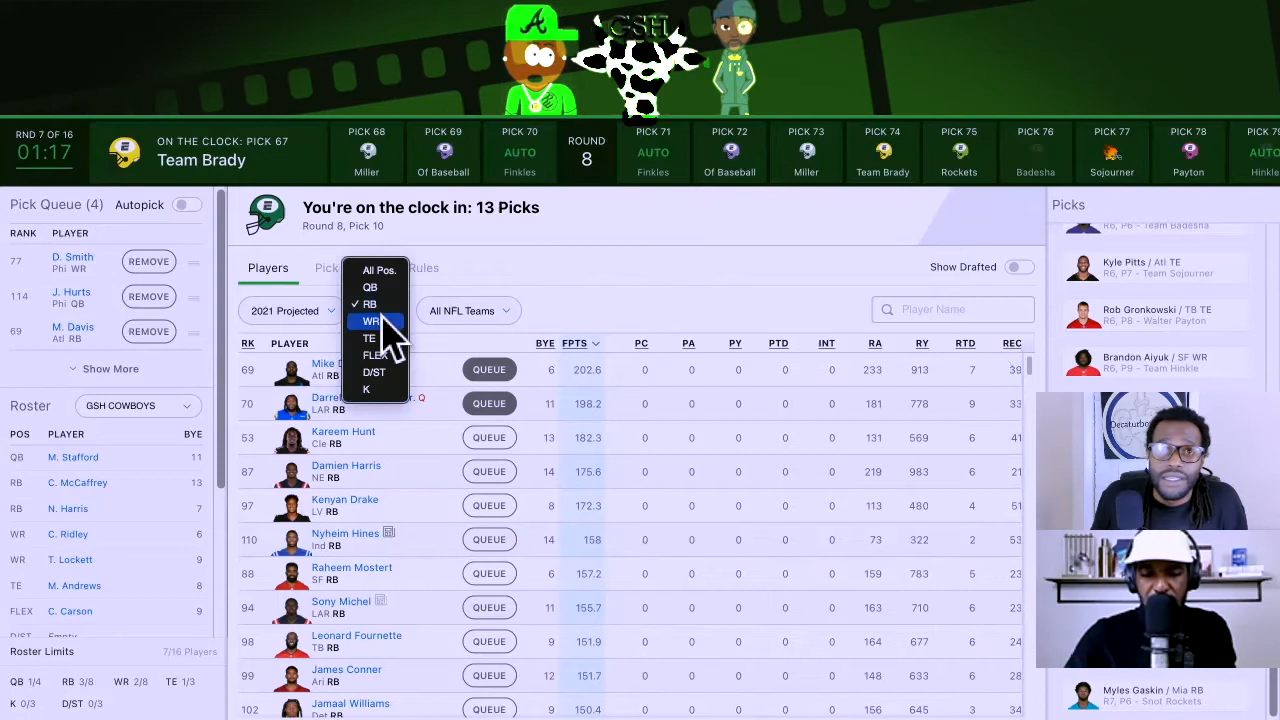 GSH
A
RND 7 OF 16
01:17
ON THE CLOCK: PICK 67
Team Brady
PICK 68
Miller
PICK 69
Of Baseball
PICK 70
AUTO
Finkles
ROUND
8
PICK 71
AUTO
Finkles
PICK 72
Of Baseball
PICK 73
Miller
PICK 74
Team Brady
PICK 75
Rockets
PICK 76
Badesha
PICK 77
Sojourner
PICK 78
Payton
AUTO
Hinkle
Pick Queue (4)
Autopick
RANK PLAYER
77 D. Smith REMOVE
Phi WR
114 J. Hurts REMOVE
Phi QB
69 M. Davis REMOVE
Atl RB
Show More
Roster GSH COWBOYS
POS PLAYER BYE
QB M. Stafford 11
RB C. McCaffrey 13
RB N. Harris 7
WR C. Ridley 6
WR T. Lockett 9
TE M. Andrews 8
FLEX C. Carson 9
D/ST Empty
Roster Limits 7/16 Players
QB 1/4 RB 3/8 WR 2/8 TE 1/3
K 0/3 D/ST 0/3
You're on the clock in: 13 Picks
Round 8, Pick 10
Players Pick Rules
Show Drafted
2021 Projected
All NFL Teams
Player Name
All Pos.
QB
✓ RB
WR
TE
FLEX
D/ST
K
RK PLAYER BYE FPTS PC PA PY PTD INT RA RY RTD REC
69 Mike QUEUE 6 202.6 0 0 0 0 0 233 913 7 39
Atl RB
70 Q QUEUE 11 198.2 0 0 0 0 0 181 778 9 33
LAR RB
53 Kareem Hunt QUEUE 13 182.3 0 0 0 0 0 131 569 6 41
Cle RB
87 Damien Harris QUEUE 14 175.6 0 0 0 0 0 219 983 6 21
NE RB
97 Kenyan Drake QUEUE 8 172.3 0 0 0 0 0 113 480 4 51
LV RB
110 Nyheim Hines QUEUE 14 158 0 0 0 0 0 73 322 2 53
Ind RB
88 Raheem Mostert QUEUE 6 157.2 0 0 0 0 0 159 783 5 23
SF RB
94 Sony Michel QUEUE 11 155.7 0 0 0 0 0 163 710 6 23
LAR RB
98 Leonard Fournette QUEUE 9 151.9 0 0 0 0 0 164 677 6 24
TB RB
99 James Conner QUEUE 12 151.7 0 0 0 0 0 148 633 6 25
Ari RB
102 Jamaal Williams QUEUE 9 150.4 0 0 0 0 0 156 645 3 29
Det RB
Picks
R6, P6 - Team Badesha
Kyle Pitts / Atl TE
R6, P7 - Team Sojourner
Rob Gronkowski / TB TE
R6, P8 - Walter Payton
Brandon Aiyuk / SF WR
R6, P9 - Team Hinkle
Myles Gaskin / Mia RB
R7, P6 - Snot Rockets